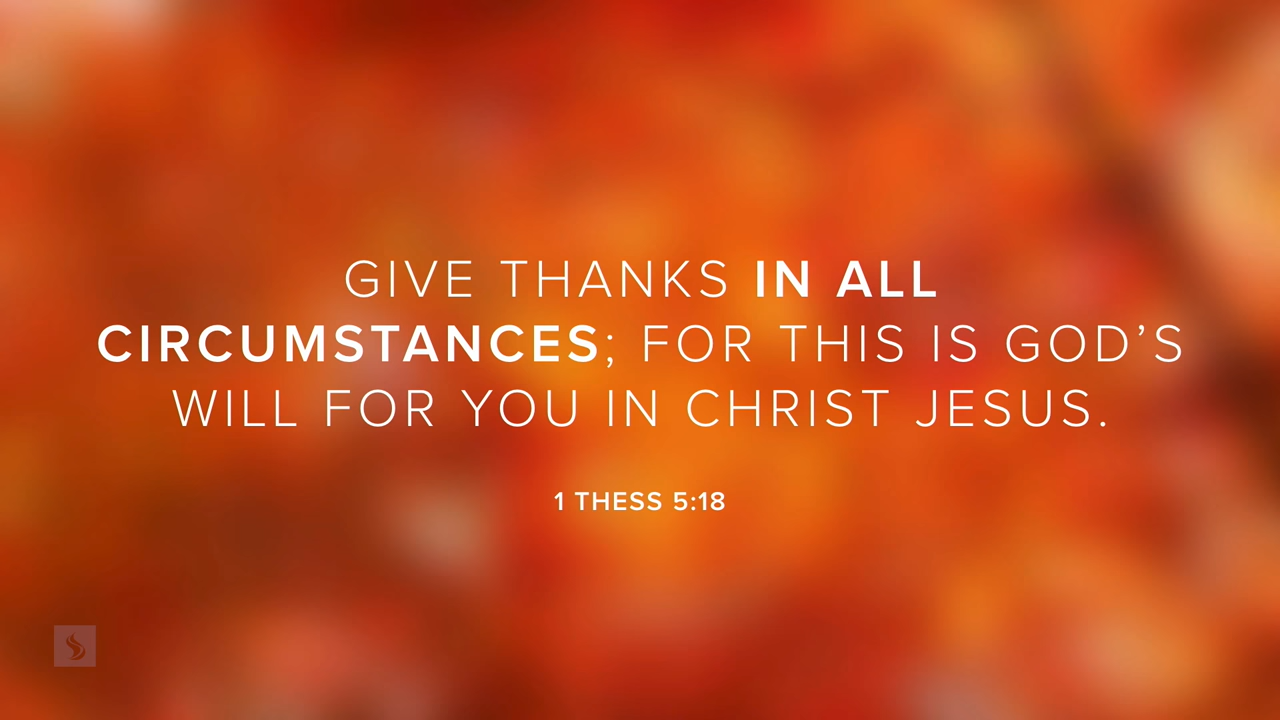 GIVE THANKS IN ALL
CIRCUMSTANCES; FOR THIS IS GOD’S
WILL FOR YOU IN CHRIST JESUS.
1 THESS 5:18